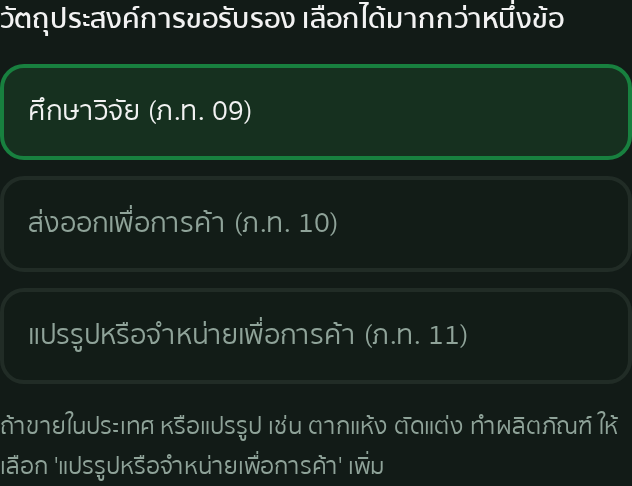 วัตถุประสงค์การขอรับรอง เลือกได้มากกว่าหนึ่งข้อ
ศึกษาวิจัย (ภ.ท. 09)
ส่งออกเพื่อการค้า (ภ.ท. 10)
แปรรูปหรือจำหน่ายเพื่อการค้า (ภ.ท. 11)
ถ้าขายในประเทศ หรือแปรรูป เช่น ตากแห้ง ตัดแต่ง ทำผลิตภัณฑ์ ให้
เลือก 'แปรรูปหรือจำหน่ายเพื่อการค้า' เพิ่ม